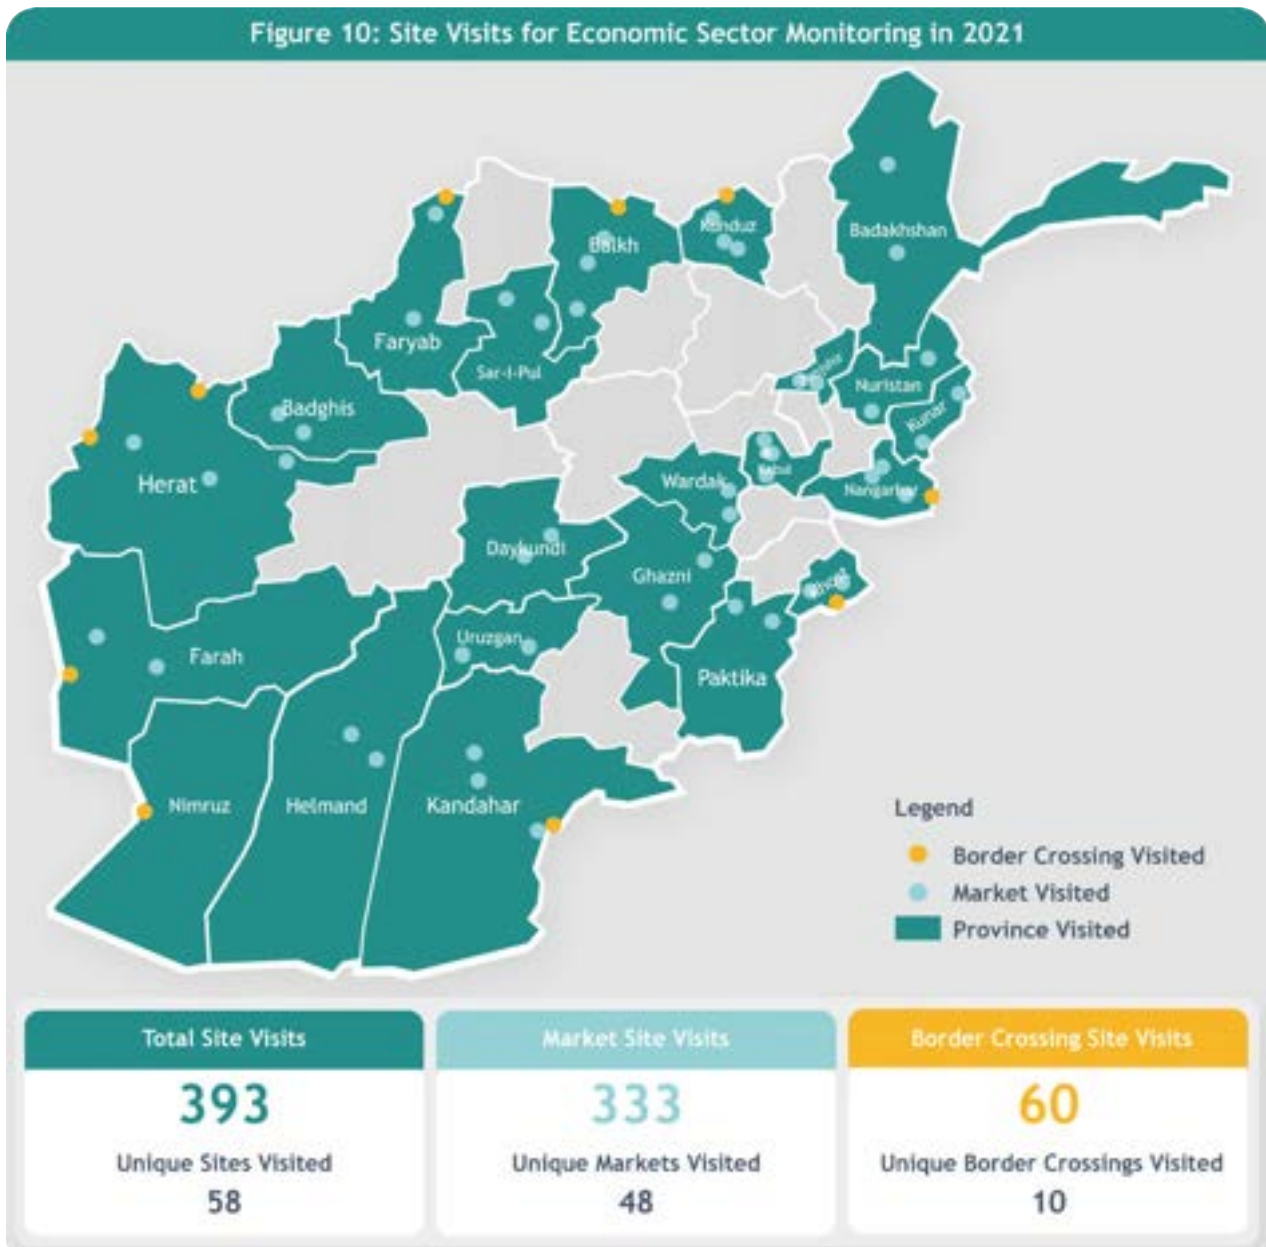 Figure 10: Site Visits for Economic Sector Monitoring in 2021
Badakhshan
Kunduz
Balkh
Faryab
Sar-I-Pul
Nuristan
Badghis
Kunar
Herat
Wardak
Kabul
Nangarhar
Daykundi
Ghazni
Khost
Uruzgan
Farah
Paktika
Nimruz
Helmand
Kandahar
Legend
Border Crossing Visited
Market Visited
Province Visited
Total Site Visits
393
Unique Sites Visited
58
Market Site Visits
333
Unique Markets Visited
48
Border Crossing Site Visits
60
Unique Border Crossings Visited
10